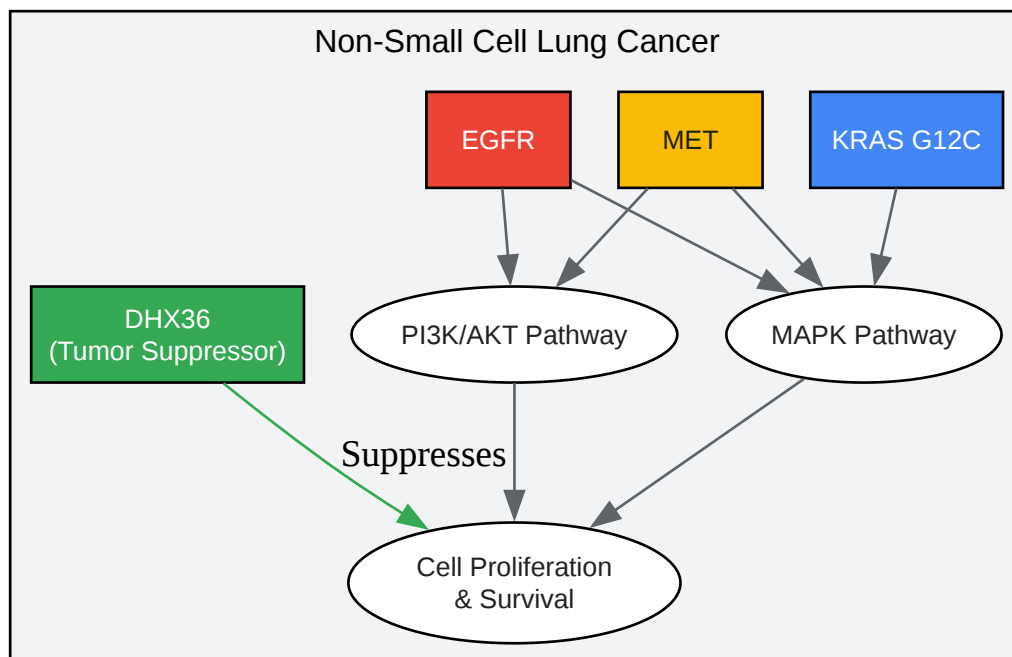 Non-Small Cell Lung Cancer
EGFR
MET
KRAS G12C
DHX36
(Tumor Suppressor)
PI3K/AKT Pathway
MAPK Pathway
Suppresses
Cell Proliferation
& Survival